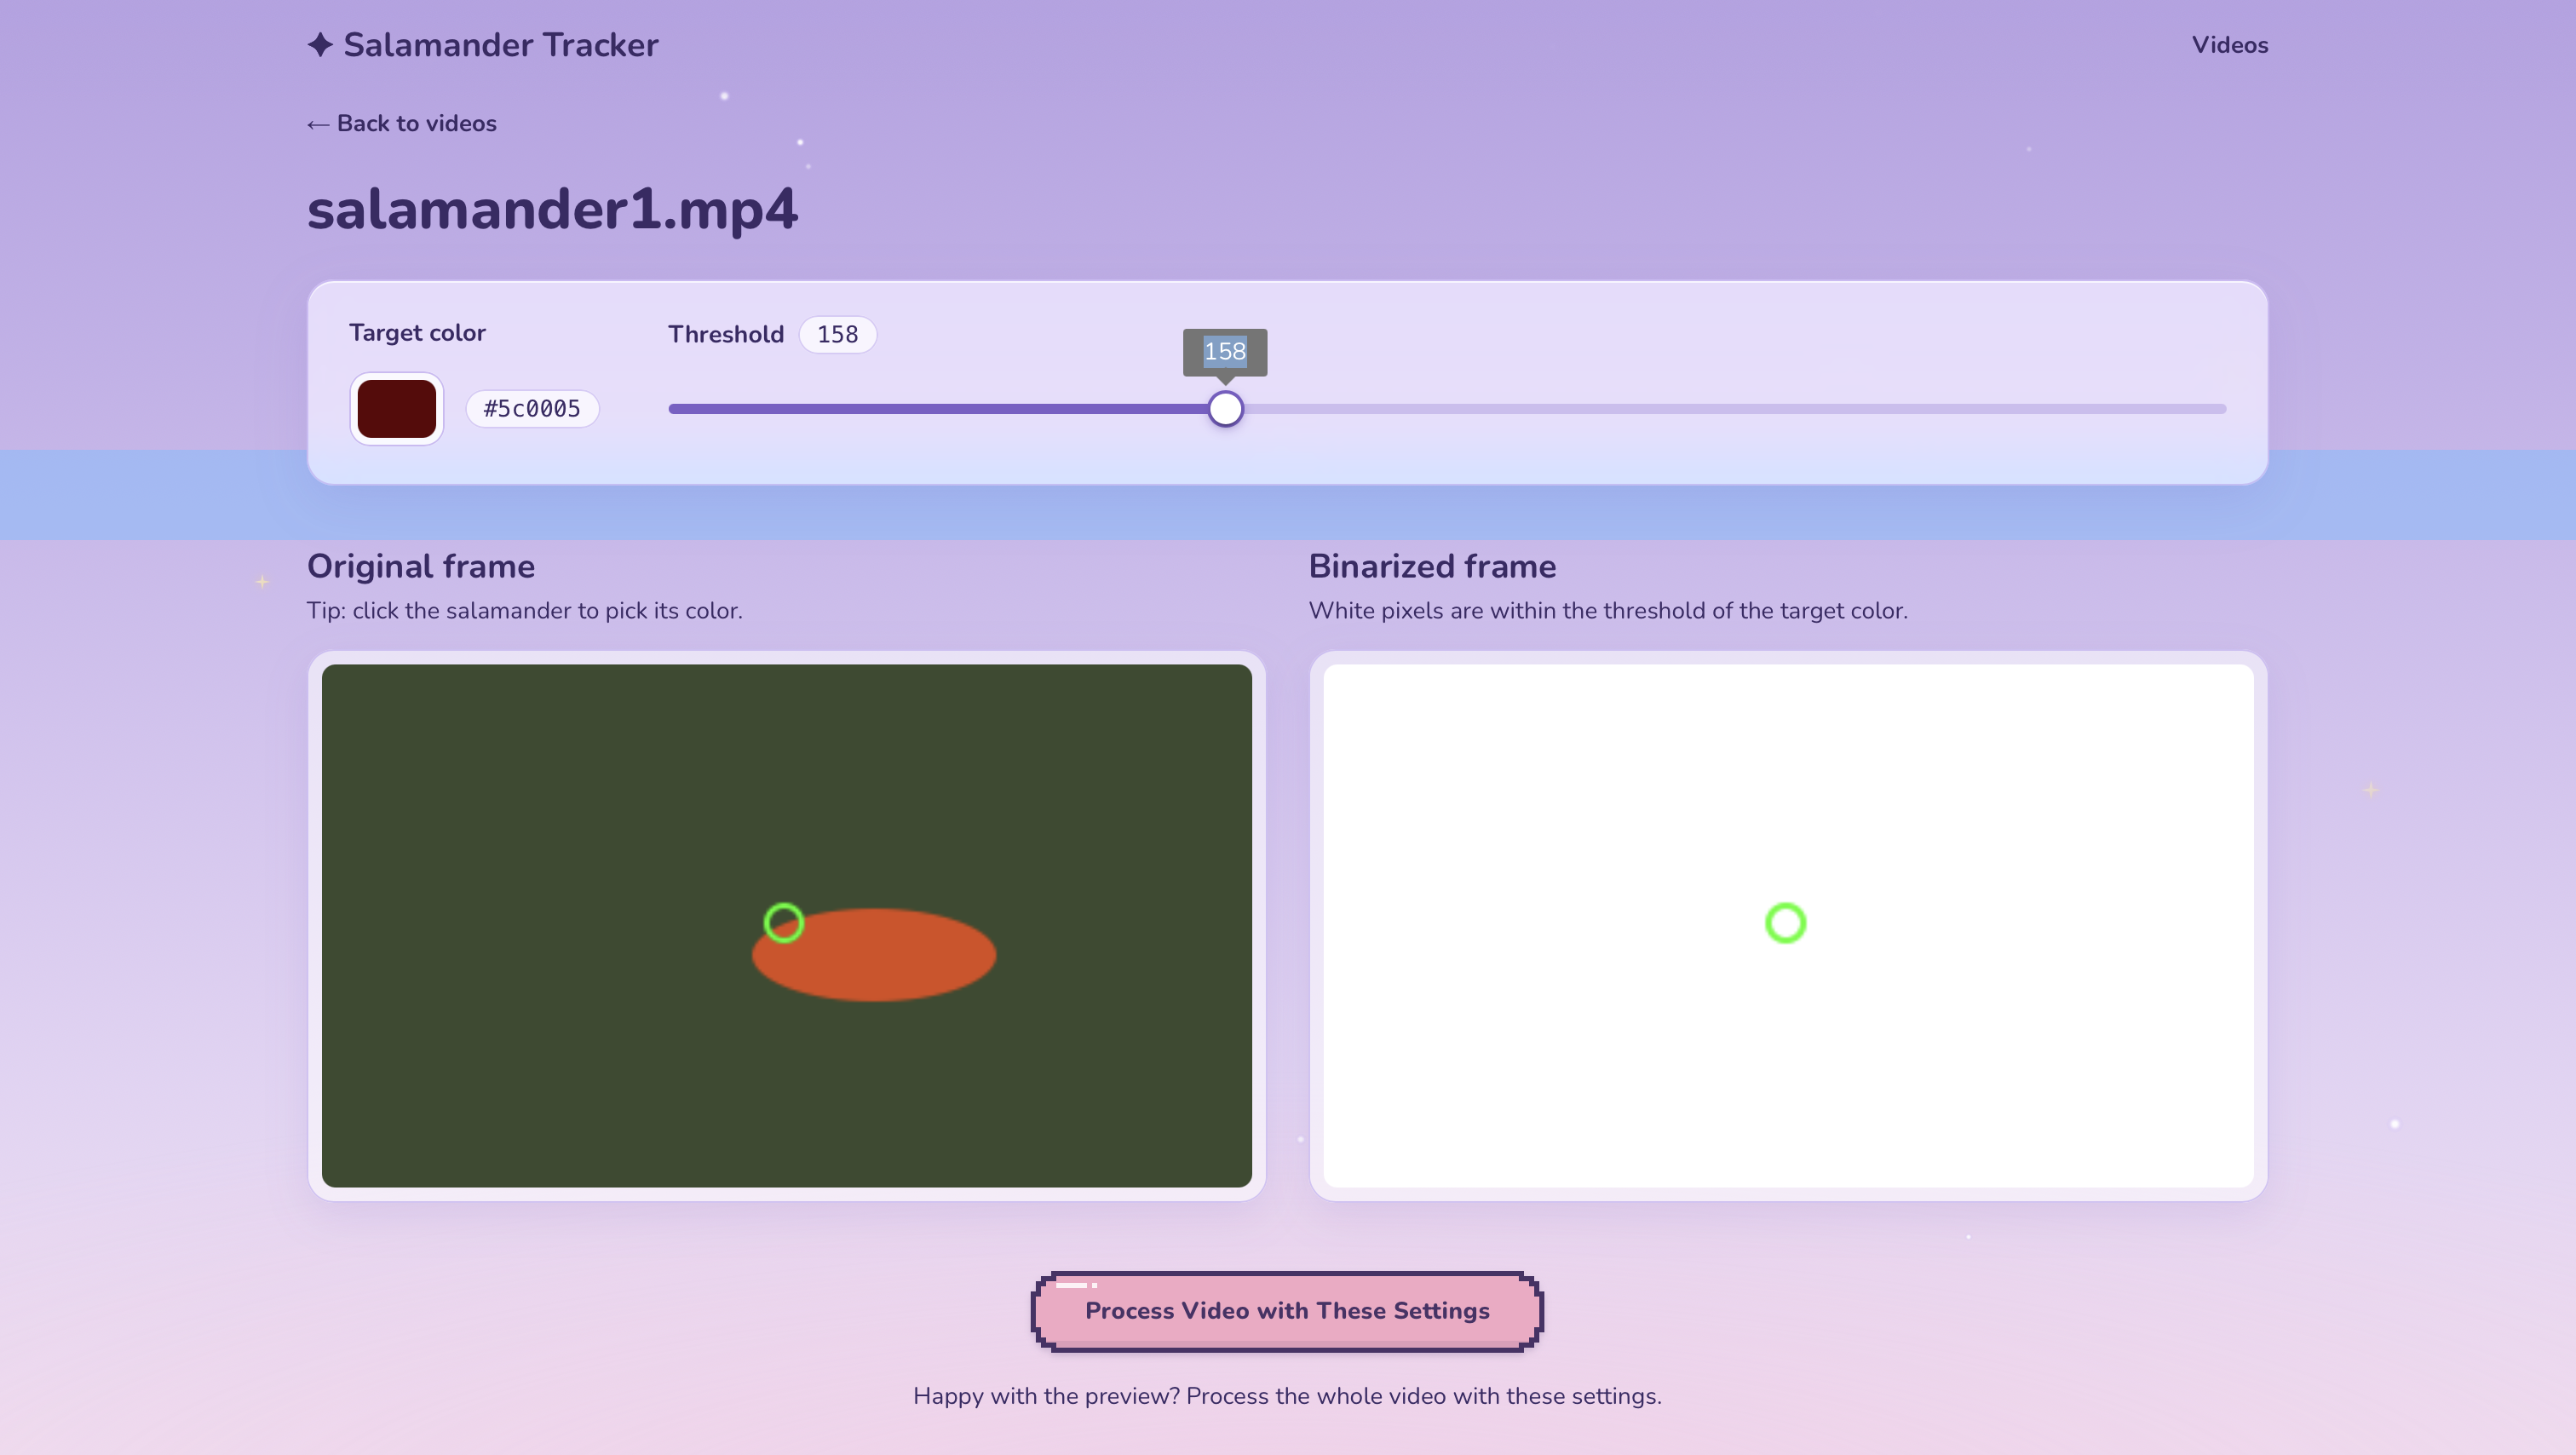 Salamander Tracker
Videos
← Back to videos
salamander1.mp4
Target color
Threshold 158
158
#5c0005
Original frame
Tip: click the salamander to pick its color.
Binarized frame
White pixels are within the threshold of the target color.
Process Video with These Settings
Happy with the preview? Process the whole video with these settings.